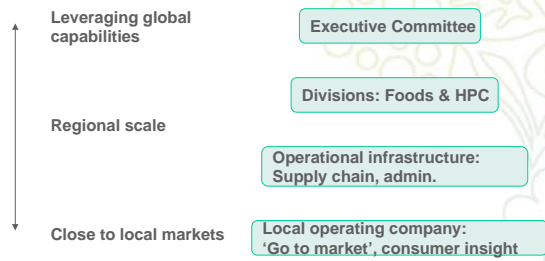 Leveraging global
capabilities
Executive Committee
Divisions: Foods & HPC
Regional scale
Operational infrastructure:
Supply chain, admin.
Close to local markets
Local operating company:
‘Go to market’, consumer insight